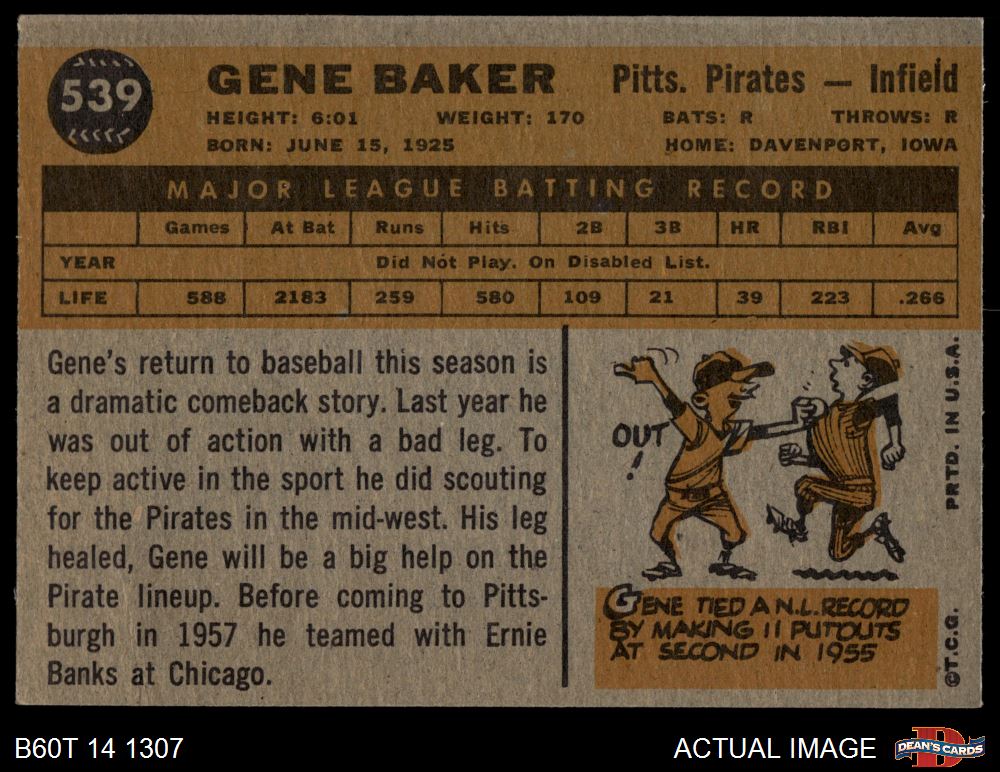 539
GENE BAKER Pitts. Pirates — Infield
HEIGHT: 6:01 WEIGHT: 170 BATS: R THROWS: R
BORN: JUNE 15, 1925 HOME: DAVENPORT, IOWA
MAJOR LEAGUE BATTING RECORD
Games At Bat Runs Hits 2B 3B HR RBI Avg
YEAR Did Not Play. On Disabled List.
LIFE 588 2183 259 580 109 21 39 223 .266
Gene's return to baseball this season is
a dramatic comeback story. Last year he
was out of action with a bad leg. To
keep active in the sport he did scouting
for the Pirates in the mid-west. His leg
healed, Gene will be a big help on the
Pirate lineup. Before coming to Pitts-
burgh in 1957 he teamed with Ernie
Banks at Chicago.
OUT!
GENE TIED A N.L. RECORD
BY MAKING 11 PUTOUTS
AT SECOND IN 1955
©T.C.G. PRTD. IN U.S.A.
B60T 14 1307 ACTUAL IMAGE
D
DEAN'S CARDS